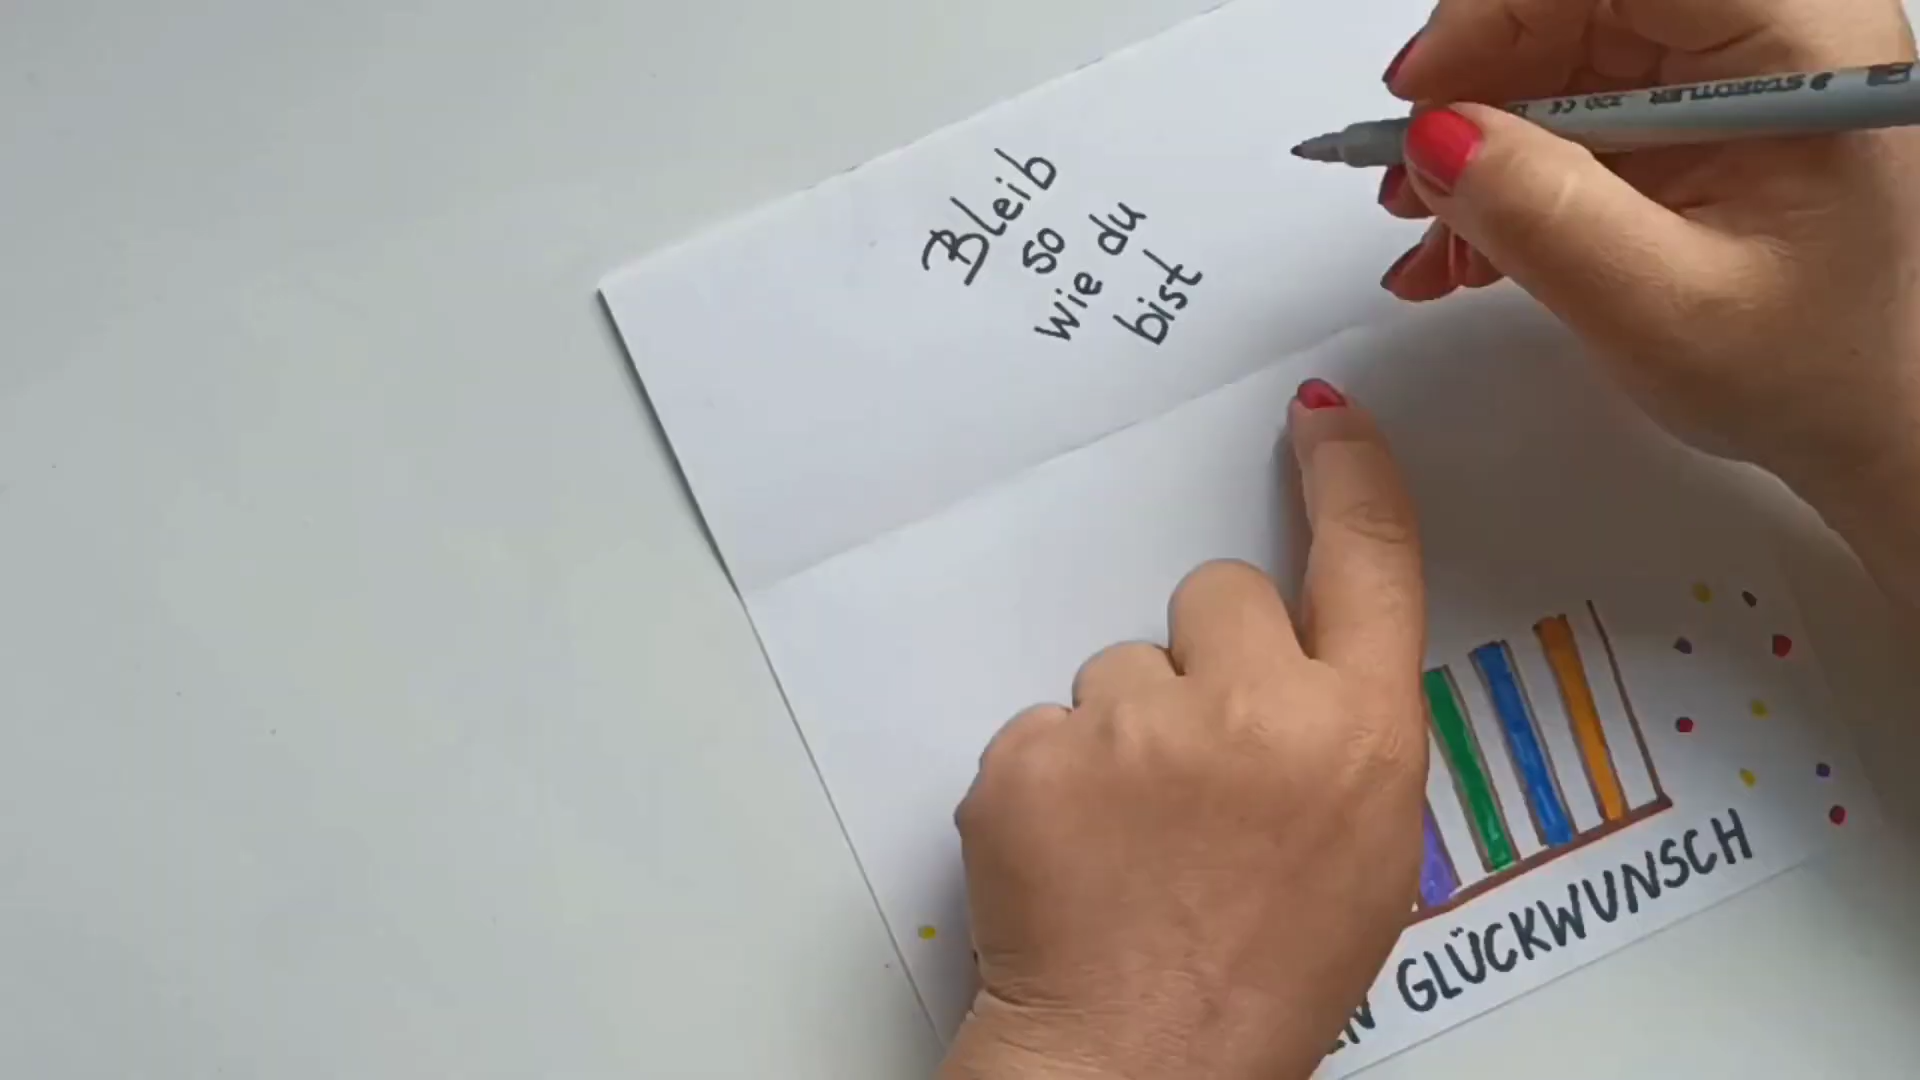 Bleib
so
wie du
bist
GLÜCKWUNSCH
STAEDTLER